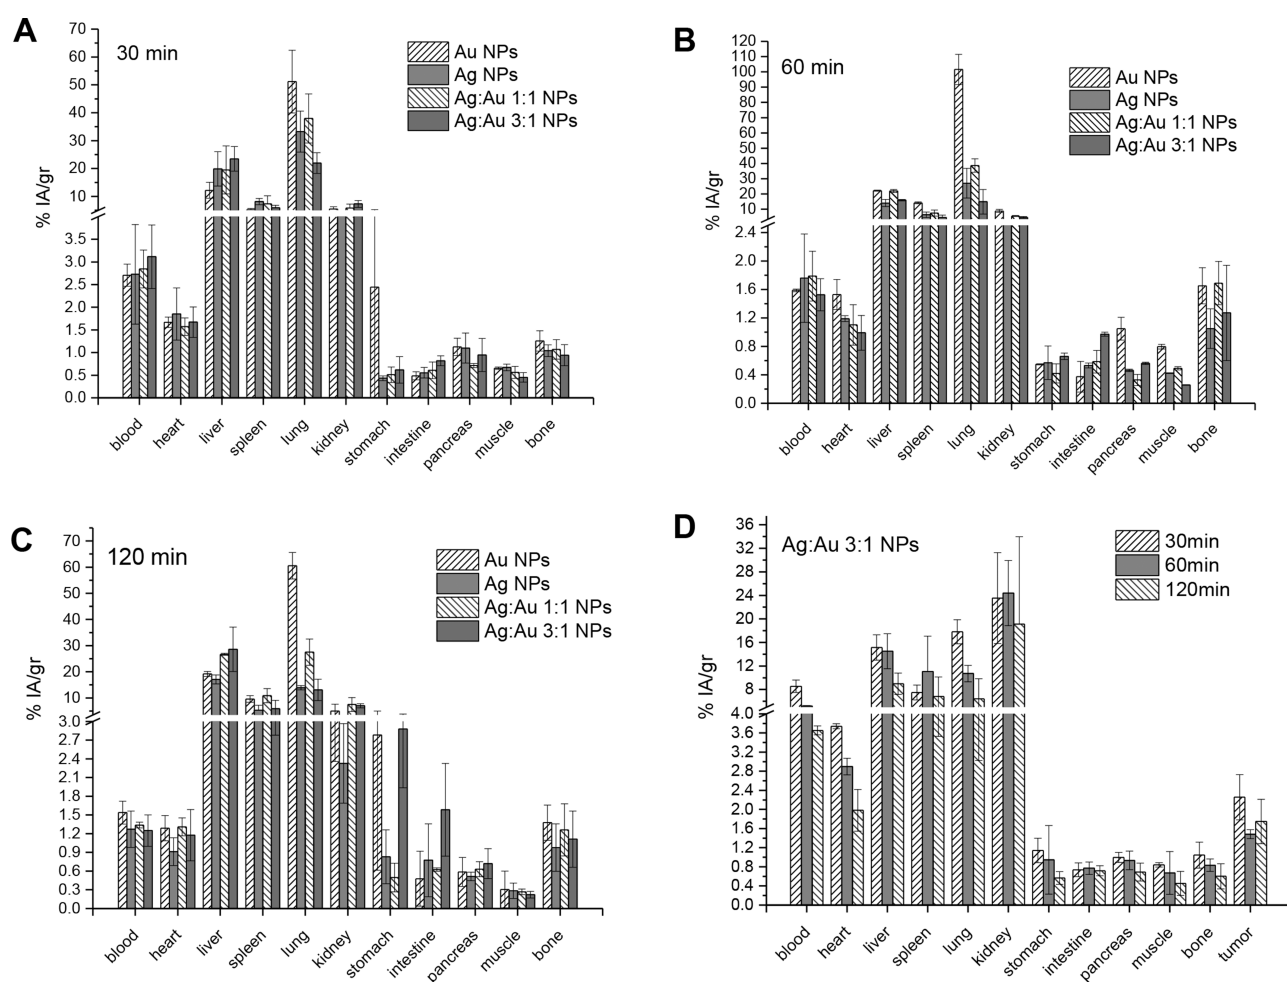 A
30 min
Au NPs
Ag NPs
Ag:Au 1:1 NPs
Ag:Au 3:1 NPs
% IA/gr
70
60
50
40
30
20
10
3.5
3.0
2.5
2.0
1.5
1.0
0.5
0.0
blood heart liver spleen lung kidney stomach intestine pancreas muscle bone
B
60 min
Au NPs
Ag NPs
Ag:Au 1:1 NPs
Ag:Au 3:1 NPs
% IA/gr
120
110
100
90
80
70
60
50
40
30
20
10
2.4
2.0
1.6
1.2
0.8
0.4
0.0
blood heart liver spleen lung kidney stomach intestine pancreas muscle bone
C
120 min
Au NPs
Ag NPs
Ag:Au 1:1 NPs
Ag:Au 3:1 NPs
% IA/gr
70
60
50
40
30
20
10
3.0
2.7
2.4
2.1
1.8
1.5
1.2
0.9
0.6
0.3
0.0
blood heart liver spleen lung kidney stomach intestine pancreas muscle bone
D
Ag:Au 3:1 NPs
30min
60min
120min
% IA/gr
36
32
28
24
20
16
12
8
4.0
3.6
3.2
2.8
2.4
2.0
1.6
1.2
0.8
0.4
0.0
blood heart liver spleen lung kidney stomach intestine pancreas muscle bone tumor